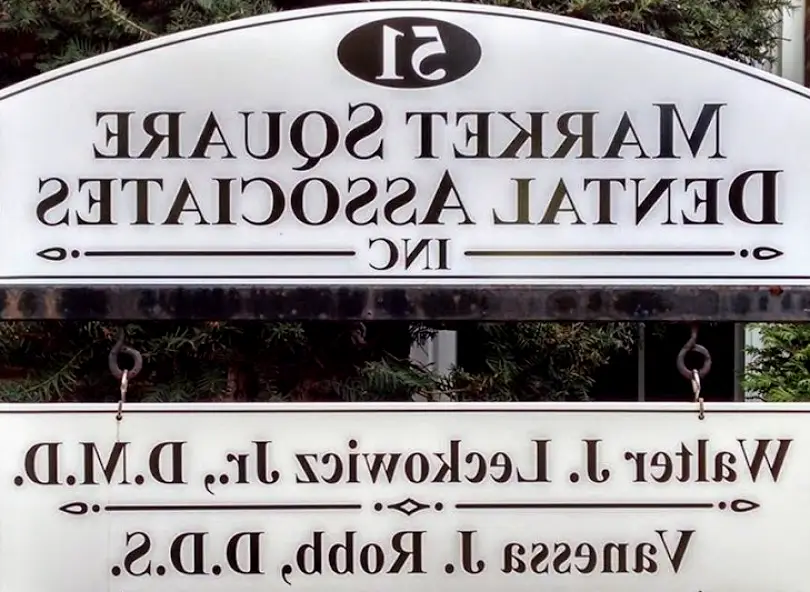 51
MARKET SQUARE
DENTAL ASSOCIATES
INC
Walter J. Leckowicz Jr., D.M.D.
Vanessa J. Robb, D.D.S.